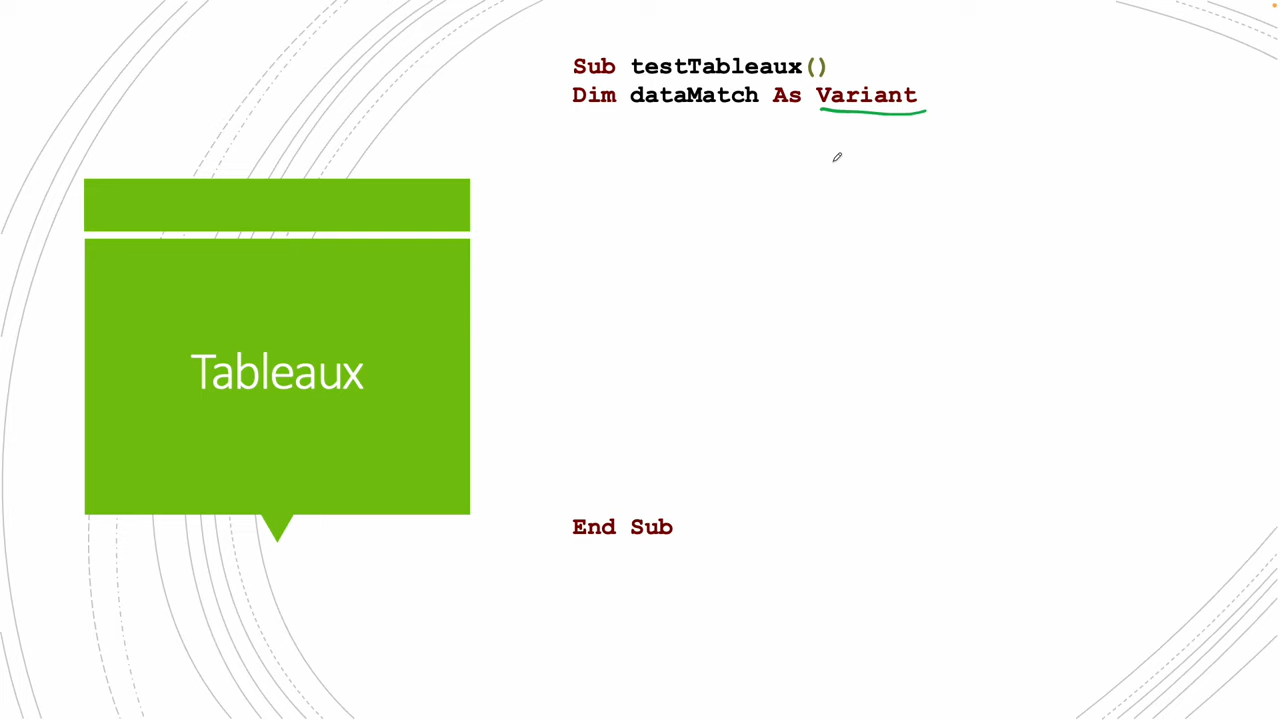 Sub testTableaux()
Dim dataMatch As Variant
Tableaux
End Sub